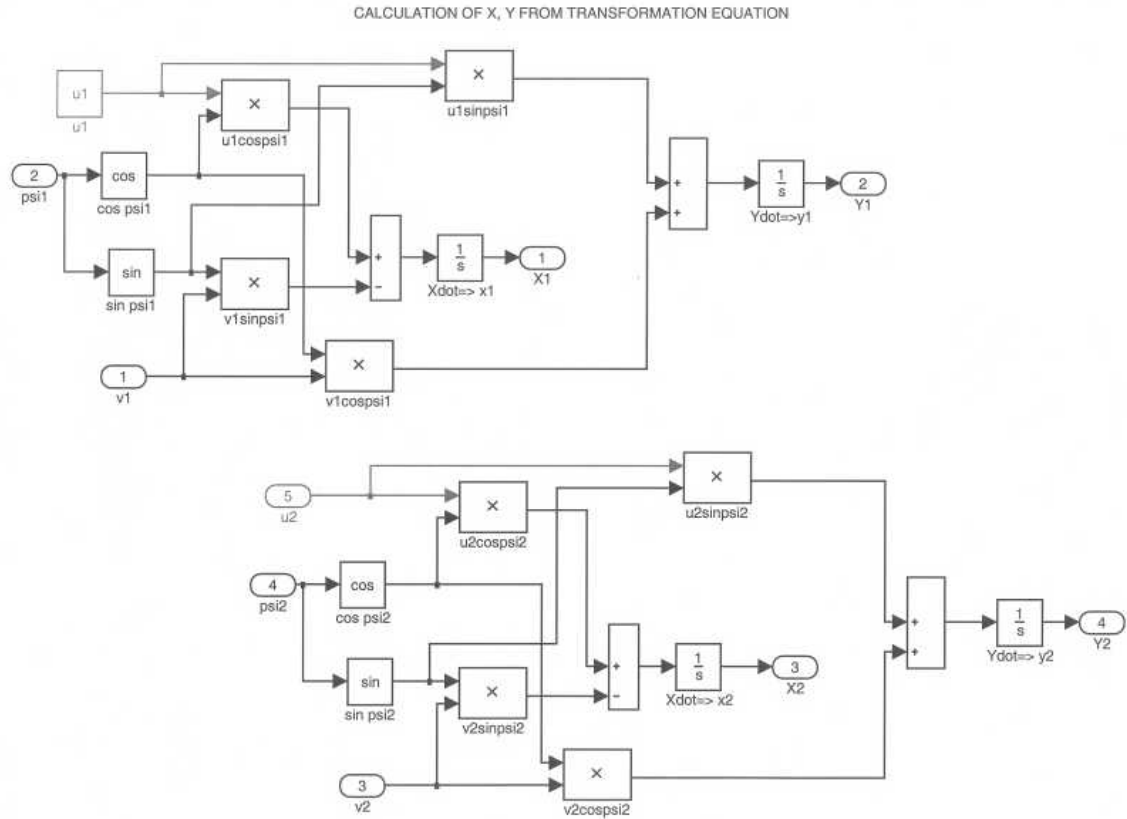 CALCULATION OF X, Y FROM TRANSFORMATION EQUATION
×
u1sinpsi1
u1
u1
×
u1cospsi1
2
psi1
cos
cos psi1
+
+
1
s
Ydot=>y1
2
Y1
sin
sin psi1
×
v1sinpsi1
+
−
1
s
Xdot=> x1
1
X1
1
v1
×
v1cospsi1
×
u2sinpsi2
5
u2
×
u2cospsi2
4
psi2
cos
cos psi2
+
+
1
s
Ydot=> y2
4
Y2
sin
sin psi2
×
v2sinpsi2
+
−
1
s
Xdot=> x2
3
X2
3
v2
×
v2cospsi2